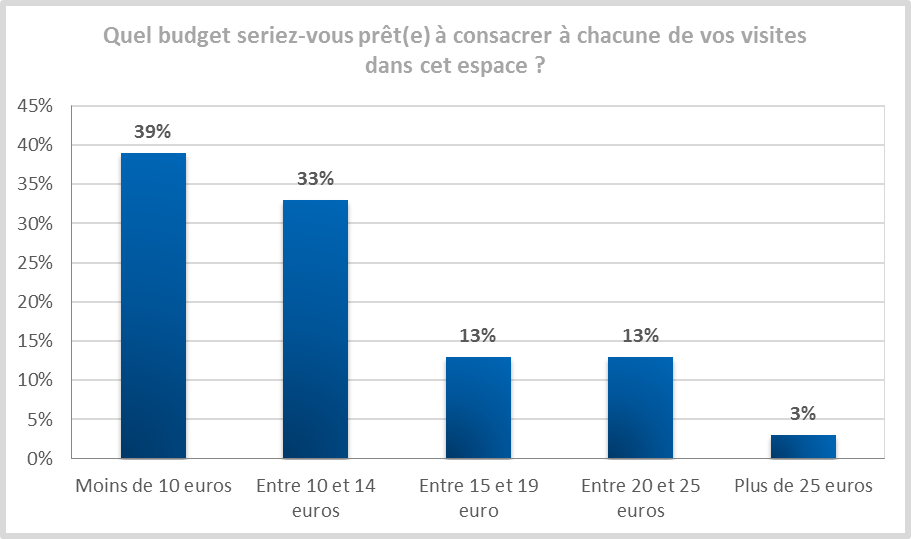 Quel budget seriez-vous prêt(e) à consacrer à chacune de vos visites
dans cet espace ?
45%
40%
35%
30%
25%
20%
15%
10%
5%
0%
39%
33%
13%
13%
3%
Moins de 10 euros
Entre 10 et 14
euros
Entre 15 et 19
euro
Entre 20 et 25
euros
Plus de 25 euros